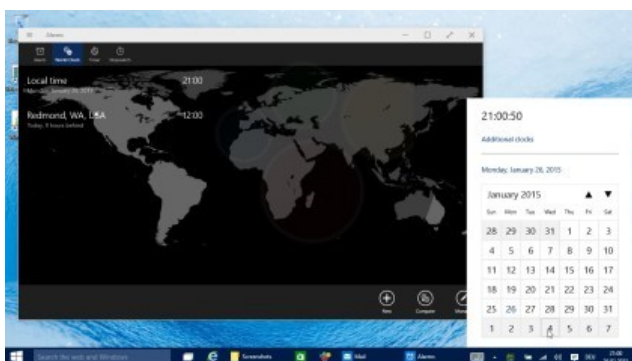 Alarms
Alarm World Clock Timer Stopwatch
Local time 21:00
Monday, January 26, 2015
Redmond, WA, USA 12:00
Today, 9 hours behind
New Compare
21:00:50
Additional clocks
Monday, January 26, 2015
January 2015
Sun Mon Tue Wed Thu Fri Sat
28 29 30 31 1 2 3
4 5 6 7 8 9 10
11 12 13 14 15 16 17
18 19 20 21 22 23 24
25 26 27 28 29 30 31
1 2 3 4 5 6 7
Search the web and Windows Screenshots Mail Alarms 21:00